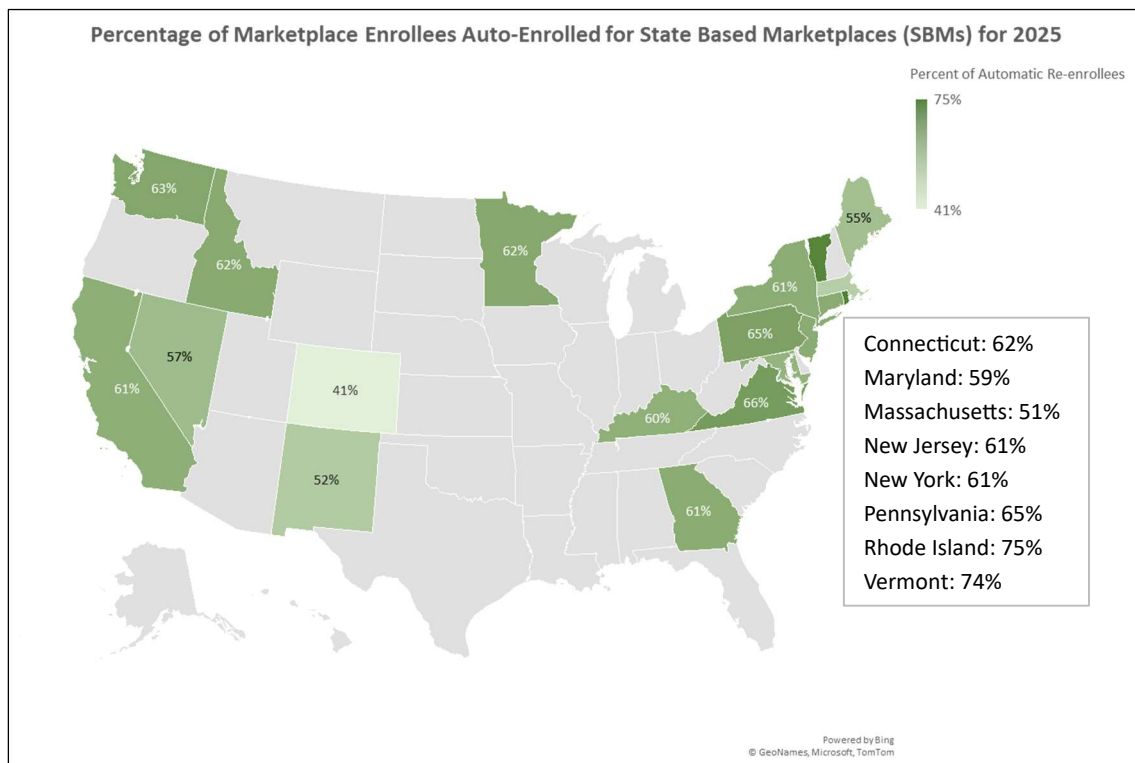 Percentage of Marketplace Enrollees Auto-Enrolled for State Based Marketplaces (SBMs) for 2025
Percent of Automatic Re-enrollees
75%
41%
63%
62%
62%
55%
61%
65%
57%
61%
41%
66%
60%
52%
61%
Connecticut: 62%
Maryland: 59%
Massachusetts: 51%
New Jersey: 61%
New York: 61%
Pennsylvania: 65%
Rhode Island: 75%
Vermont: 74%
Powered by Bing
© GeoNames, Microsoft, TomTom